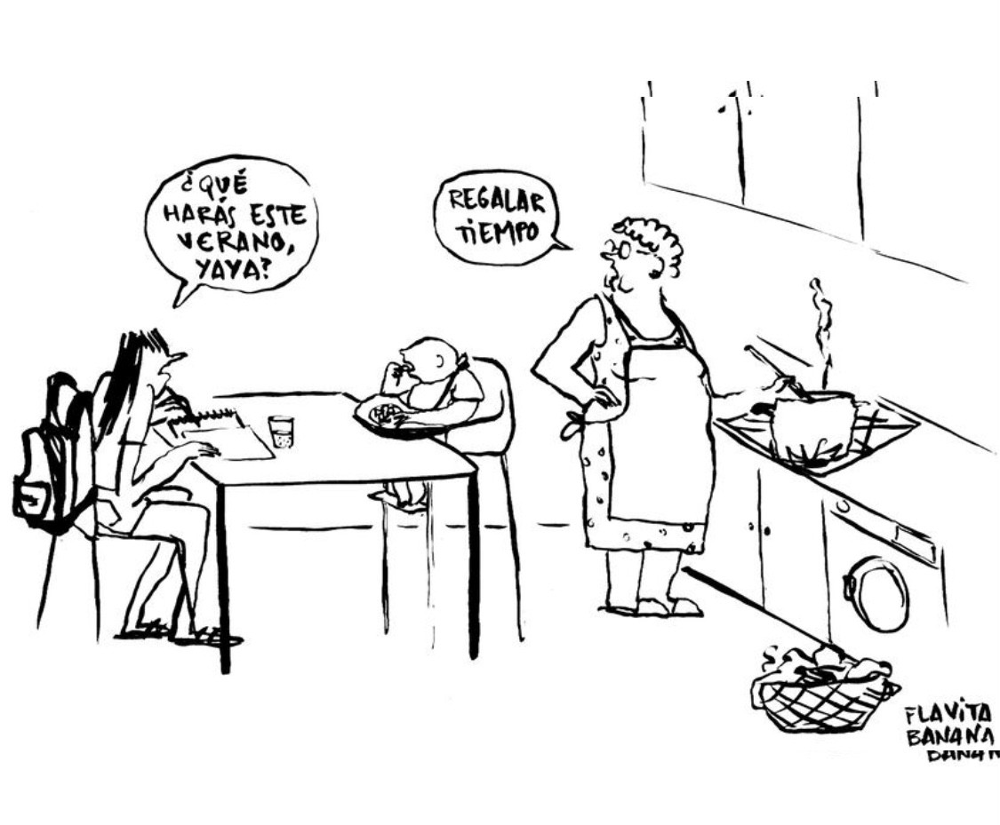 ¿QUÉ
HARÁS ESTE
VERANO,
YAYA?
REGALAR
TIEMPO
FLAVITA
BANANA